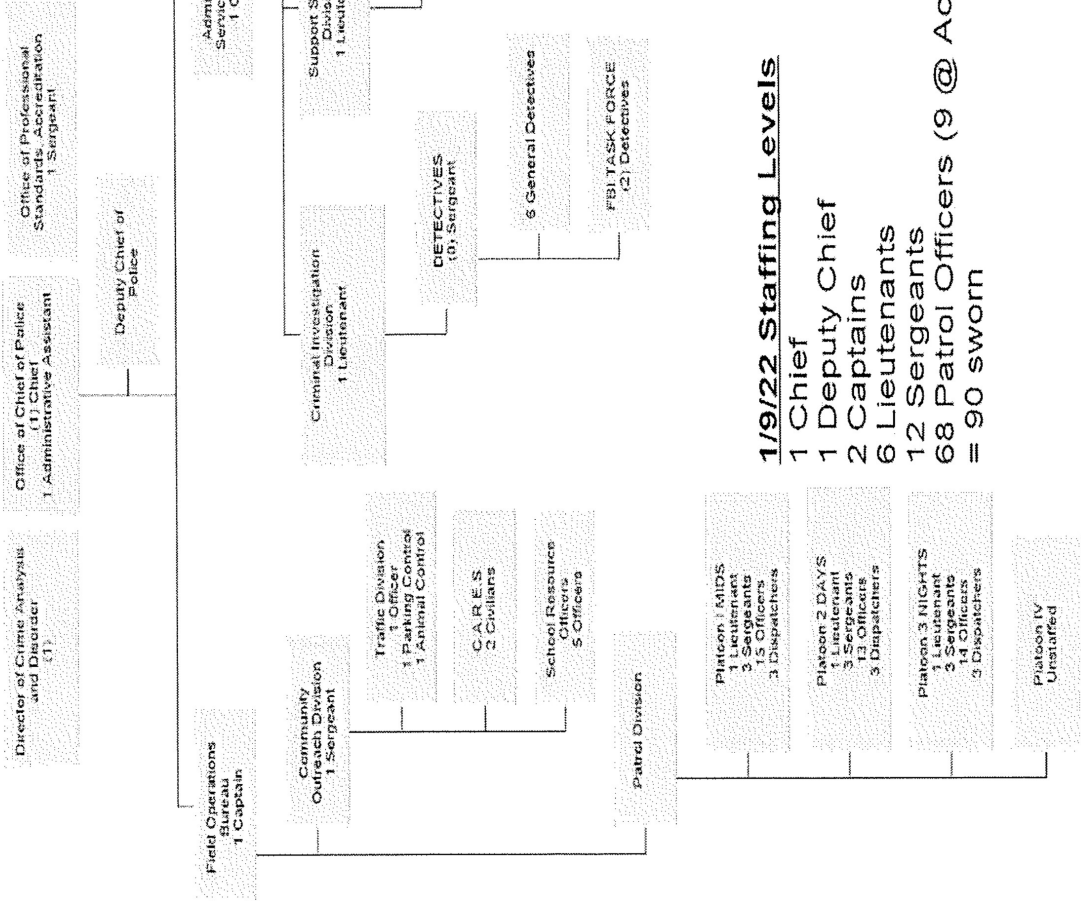 Director of Crime Analysis
and Disorder
(1)
Office of Chief of Police
(1) Chief
1 Administrative Assistant
Office of Professional
Standards, Accreditation
1 Sergeant
Deputy Chief of
Police
Field Operations
Bureau
1 Captain
Community
Outreach Division
1 Sergeant
Traffic Division
1 Officer
1 Parking Control
1 Animal Control
C.A.R.E.S
2 Civilians
School Resource
Officers
5 Officers
Patrol Division
Platoon I MIDS
1 Lieutenant
3 Sergeants
15 Officers
3 Dispatchers
Platoon 2 DAYS
1 Lieutenant
3 Sergeants
13 Officers
3 Dispatchers
Platoon 3 NIGHTS
1 Lieutenant
3 Sergeants
14 Officers
3 Dispatchers
Platoon IV
Unstaffed
Criminal Investigation
Division
1 Lieutenant
DETECTIVES
Sergeant
6 General Detectives
FBI TASK FORCE
(2) Detectives
Support S
Divis
1 Lieute
Admi
Servic
1 C
1/9/22 Staffing Levels
1 Chief
1 Deputy Chief
2 Captains
6 Lieutenants
12 Sergeants
68 Patrol Officers (9 @ Ac
= 90 sworn